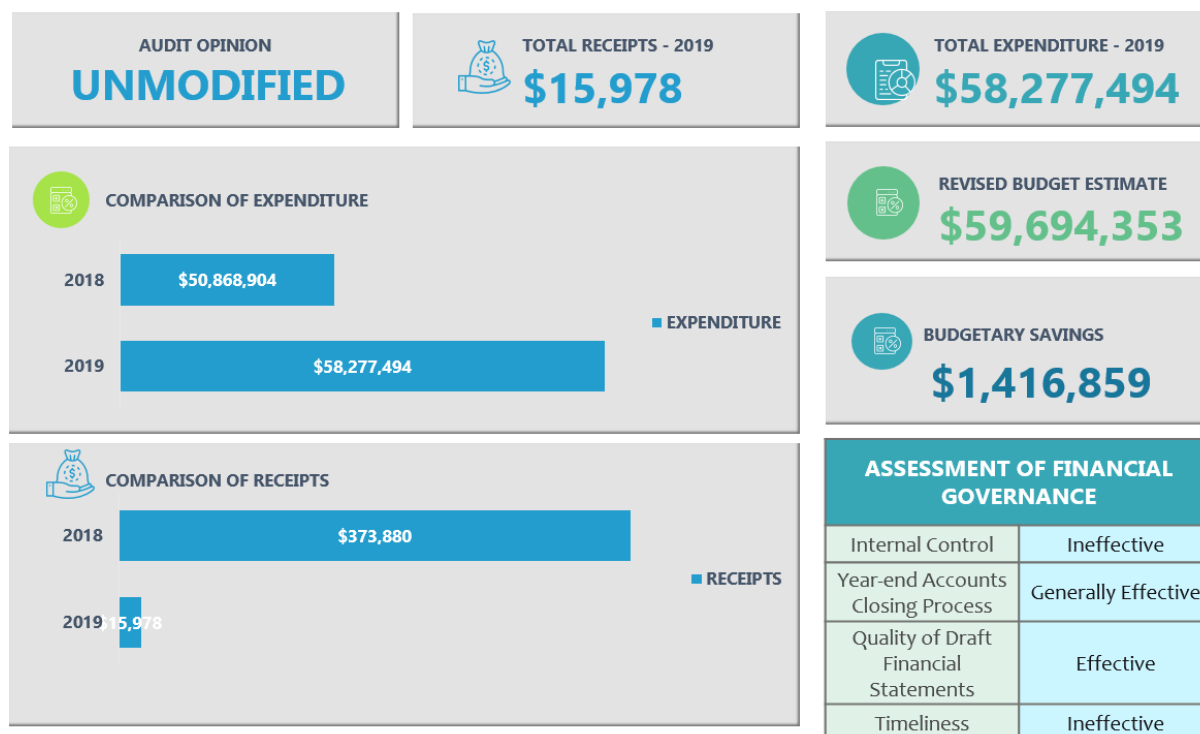 AUDIT OPINION
UNMODIFIED
TOTAL RECEIPTS - 2019
$15,978
TOTAL EXPENDITURE - 2019
$58,277,494
COMPARISON OF EXPENDITURE
2018
$50,868,904
2019
$58,277,494
EXPENDITURE
REVISED BUDGET ESTIMATE
$59,694,353
BUDGETARY SAVINGS
$1,416,859
COMPARISON OF RECEIPTS
2018
$373,880
2019
$15,978
RECEIPTS
ASSESSMENT OF FINANCIAL
GOVERNANCE
Internal Control
Ineffective
Year-end Accounts
Closing Process
Generally Effective
Quality of Draft
Financial
Statements
Effective
Timeliness
Ineffective